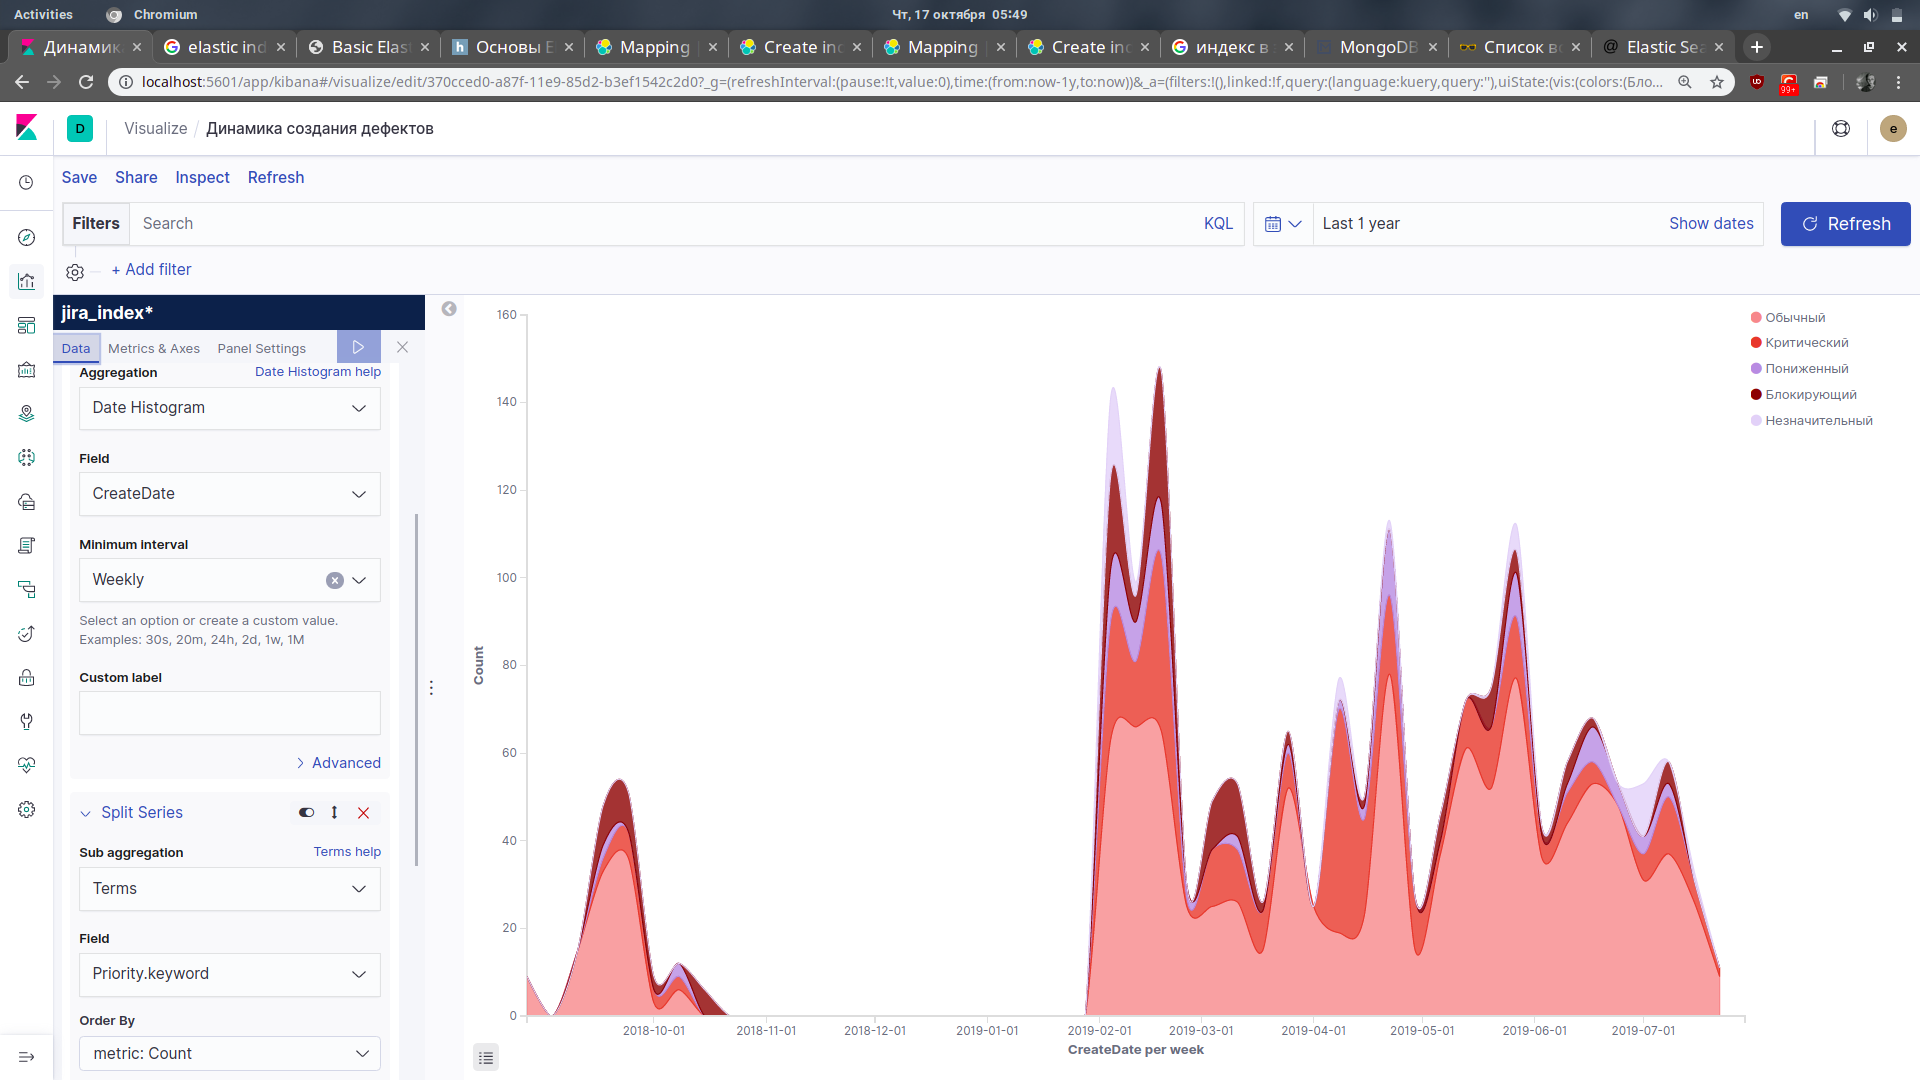 Activities
Chromium
Чт, 17 октября 05:49
en
Динамика
elastic ind
Basic Elast
Основы E
Mapping
Create ind
Mapping
Create ind
индекс в
MongoDB
Список вс
Elastic Sea
localhost:5601/app/kibana#/visualize/edit/370cced0-a87f-11e9-85d2-b3ef1542c2d0?_g=(refreshInterval:(pause:!t,value:0),time:(from:now-1y,to:now))&_a=(filters:!(),linked:!f,query:(language:kuery,query:''),uiState:(vis:(colors:(Бло...
99+
D
Visualize / Динамика создания дефектов
e
Save Share Inspect Refresh
Filters Search KQL
Last 1 year Show dates
Refresh
+ Add filter
jira_index*
Data Metrics & Axes Panel Settings
Aggregation Date Histogram help
Date Histogram
Field
CreateDate
Minimum interval
Weekly
Select an option or create a custom value.
Examples: 30s, 20m, 24h, 2d, 1w, 1M
Custom label
Advanced
Split Series
Sub aggregation Terms help
Terms
Field
Priority.keyword
Order By
metric: Count
160
140
120
100
80
60
40
20
0
Count
2018-10-01 2018-11-01 2018-12-01 2019-01-01 2019-02-01 2019-03-01 2019-04-01 2019-05-01 2019-06-01 2019-07-01
CreateDate per week
Обычный
Критический
Пониженный
Блокирующий
Незначительный